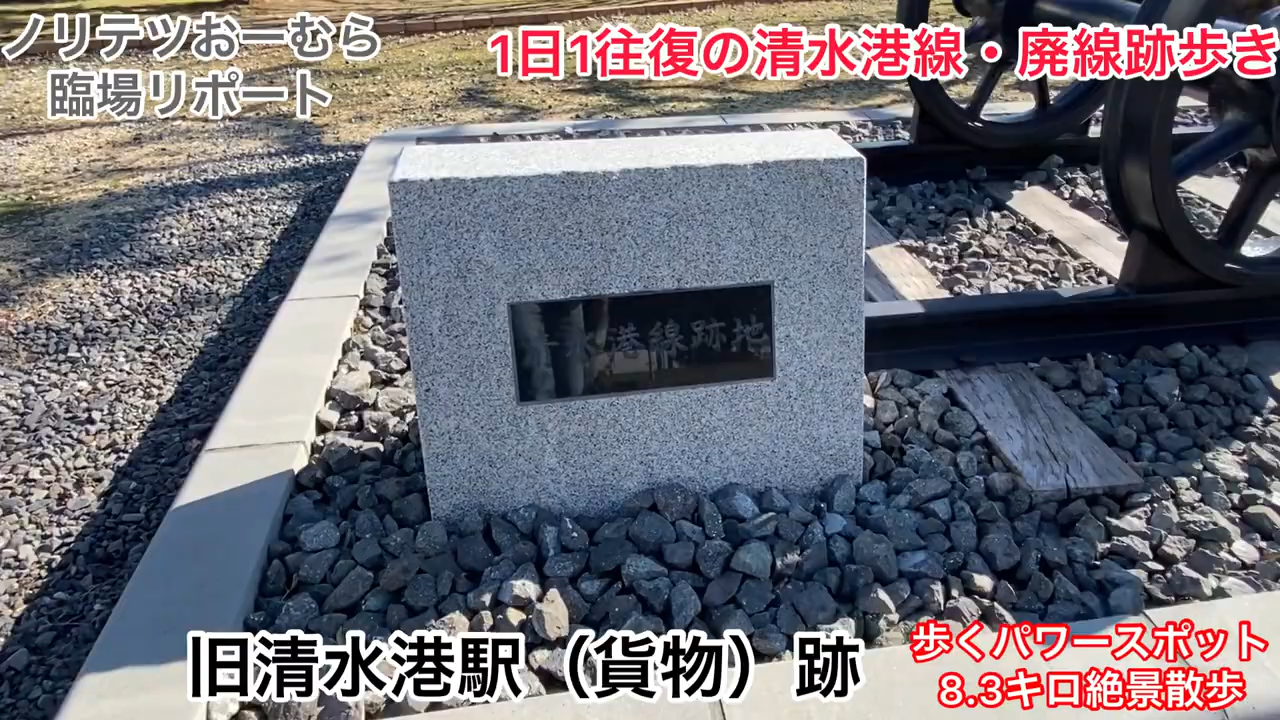 ノリテツおーむら
臨場リポート
1日1往復の清水港線・廃線跡歩き
清水港線跡地
旧清水港駅（貨物）跡
歩くパワースポット
8.3キロ絶景散歩